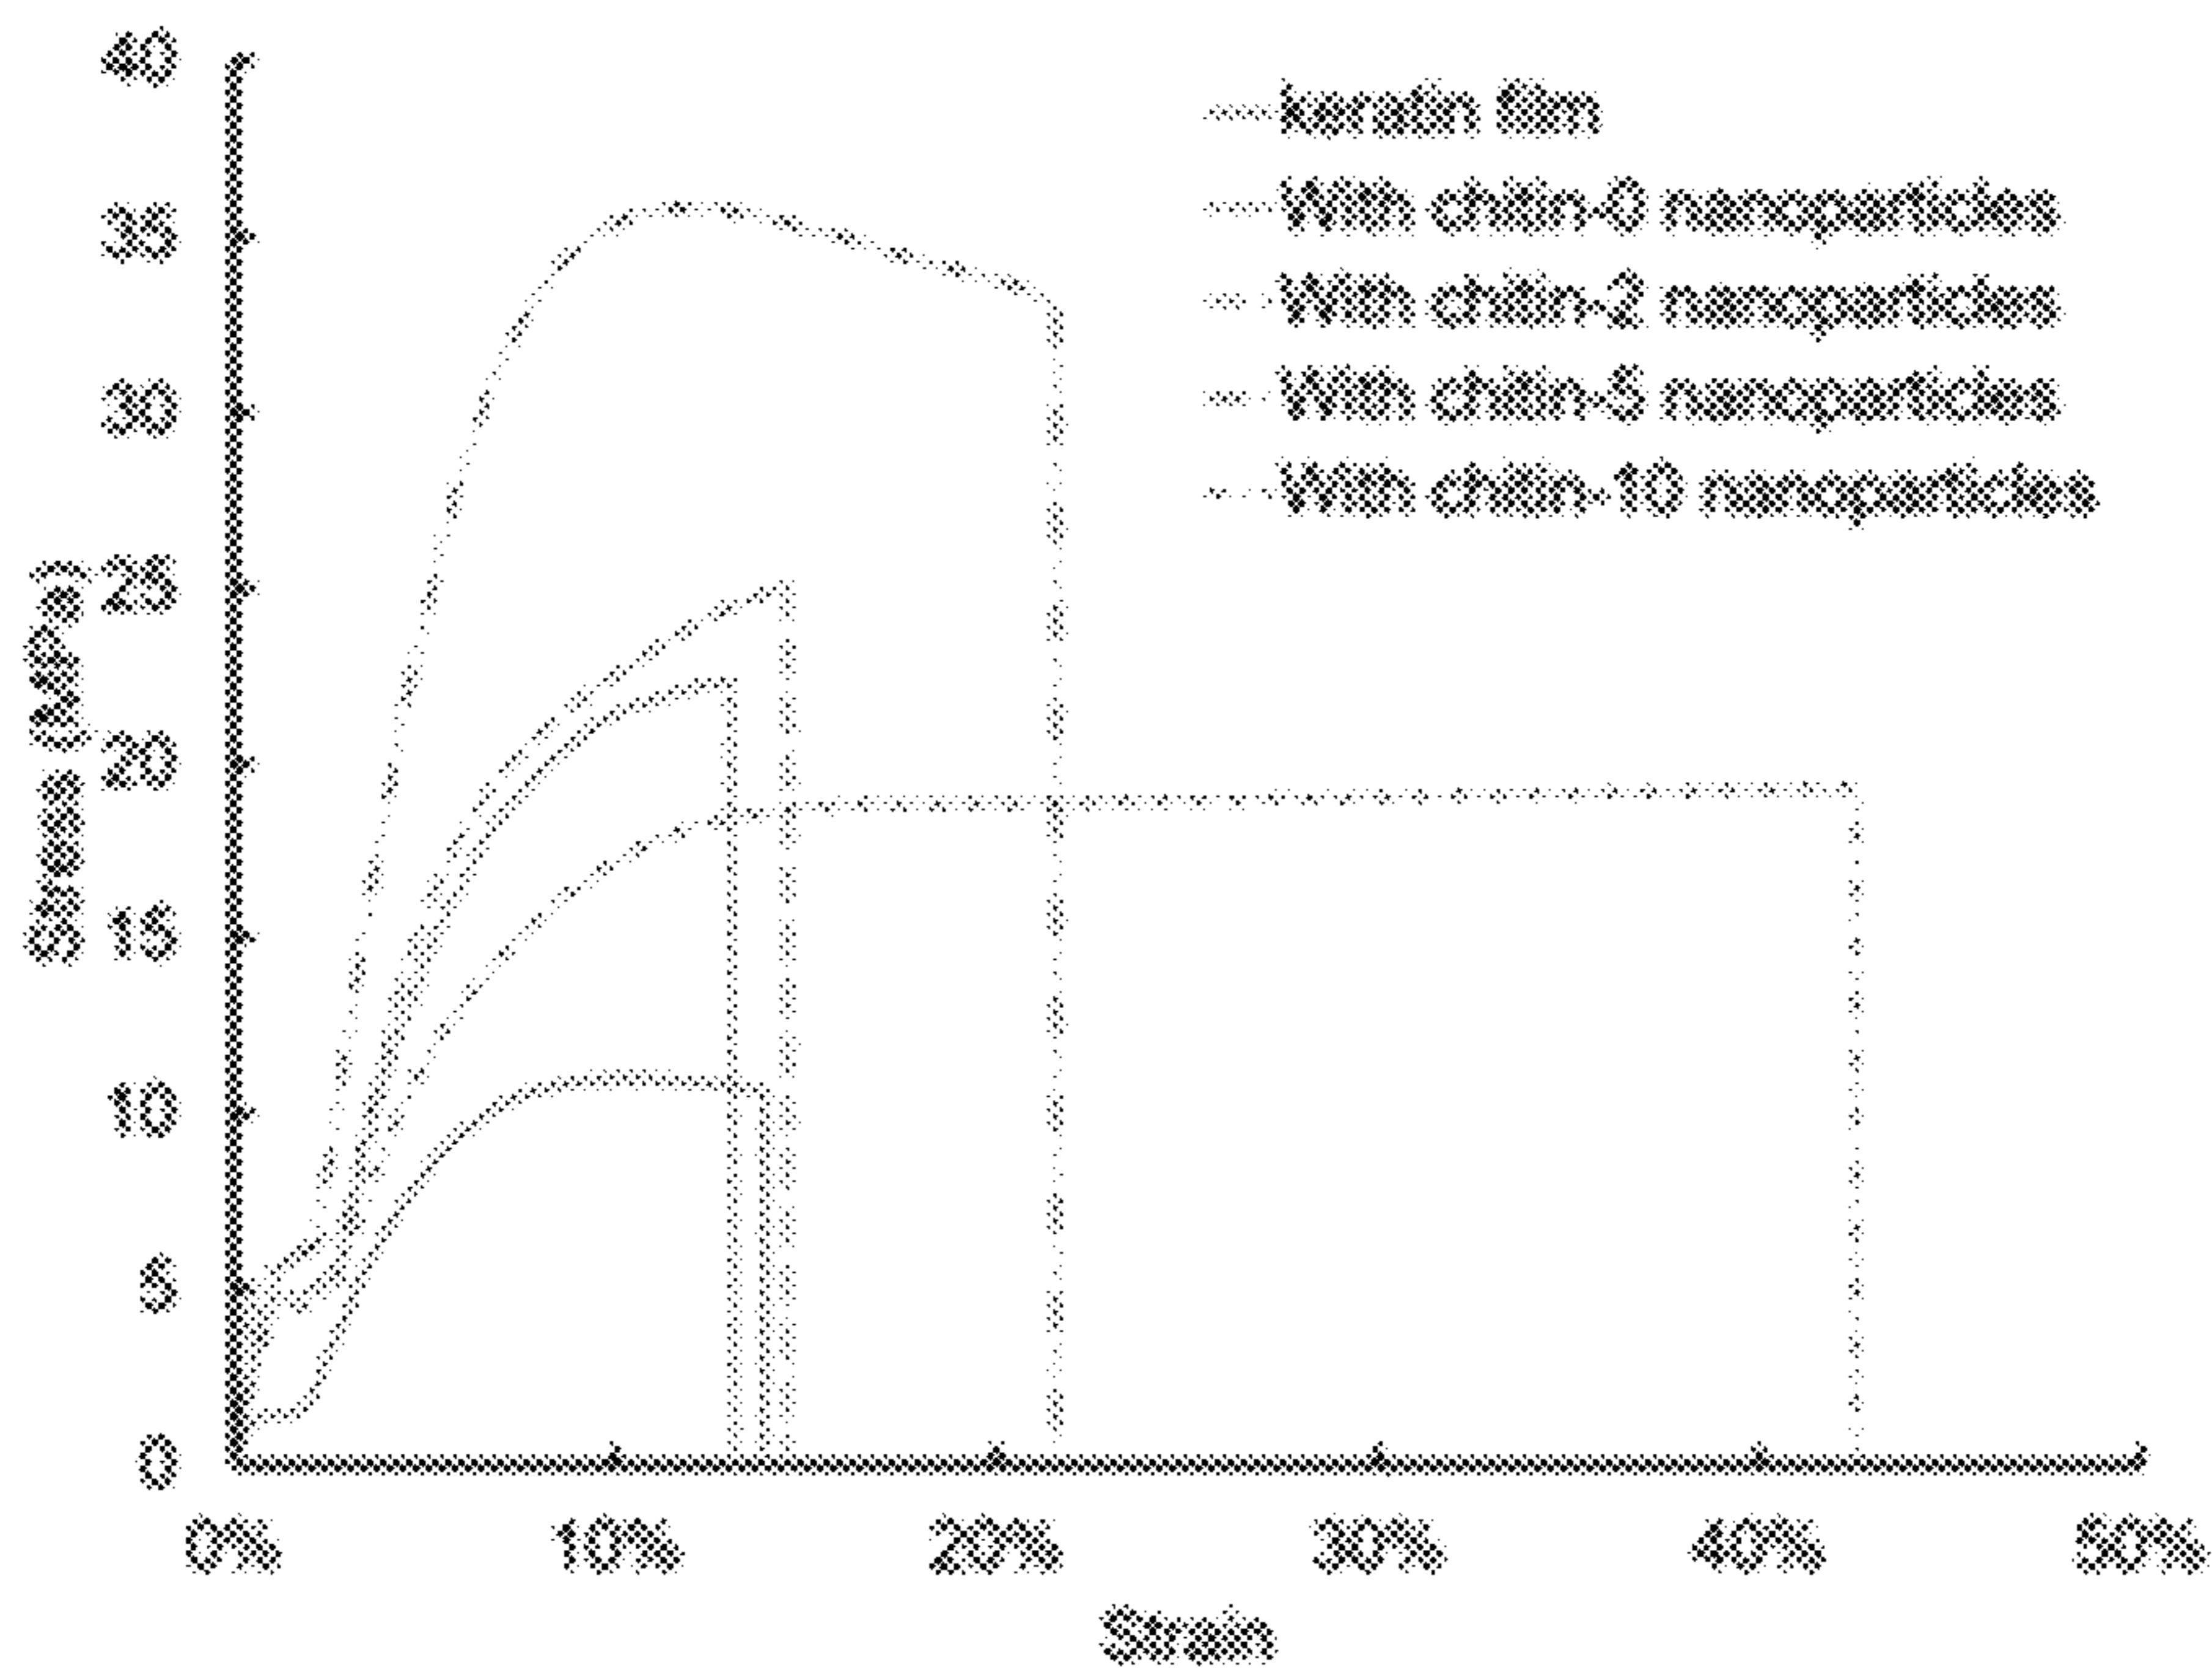 40
35
30
25
20
15
10
5
0
Stress (MPa)
keratin film
With chitin-0 nanoparticles
With chitin-2 nanoparticles
With chitin-5 nanoparticles
With chitin-10 nanoparticles
0% 10% 20% 30% 40% 50%
Strain